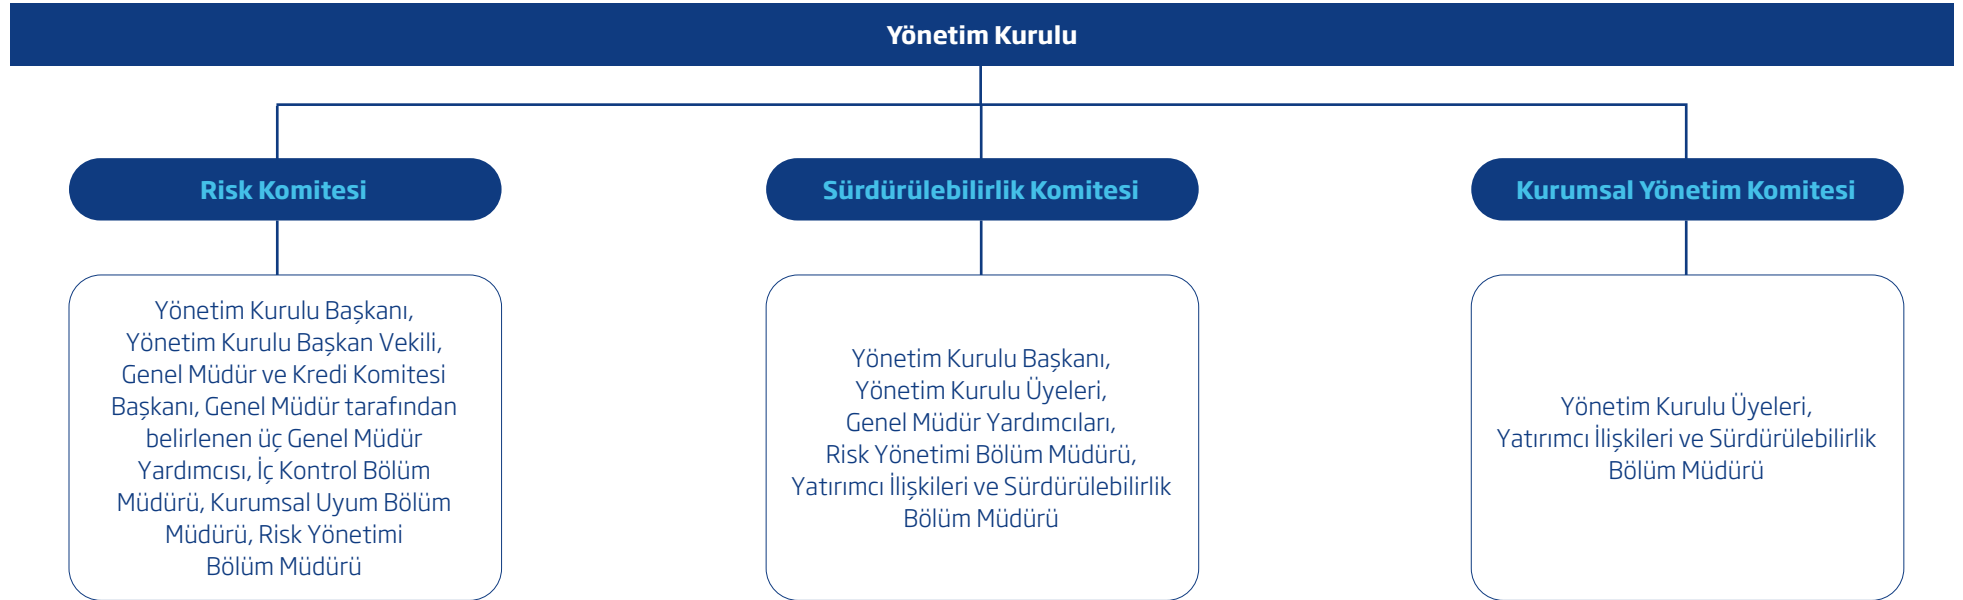 Yönetim Kurulu
Risk Komitesi
Yönetim Kurulu Başkanı,
Yönetim Kurulu Başkan Vekili,
Genel Müdür ve Kredi Komitesi
Başkanı, Genel Müdür tarafından
belirlenen üç Genel Müdür
Yardımcısı, İç Kontrol Bölüm
Müdürü, Kurumsal Uyum Bölüm
Müdürü, Risk Yönetimi
Bölüm Müdürü
Sürdürülebilirlik Komitesi
Yönetim Kurulu Başkanı,
Yönetim Kurulu Üyeleri,
Genel Müdür Yardımcıları,
Risk Yönetimi Bölüm Müdürü,
Yatırımcı İlişkileri ve Sürdürülebilirlik
Bölüm Müdürü
Kurumsal Yönetim Komitesi
Yönetim Kurulu Üyeleri,
Yatırımcı İlişkileri ve Sürdürülebilirlik
Bölüm Müdürü